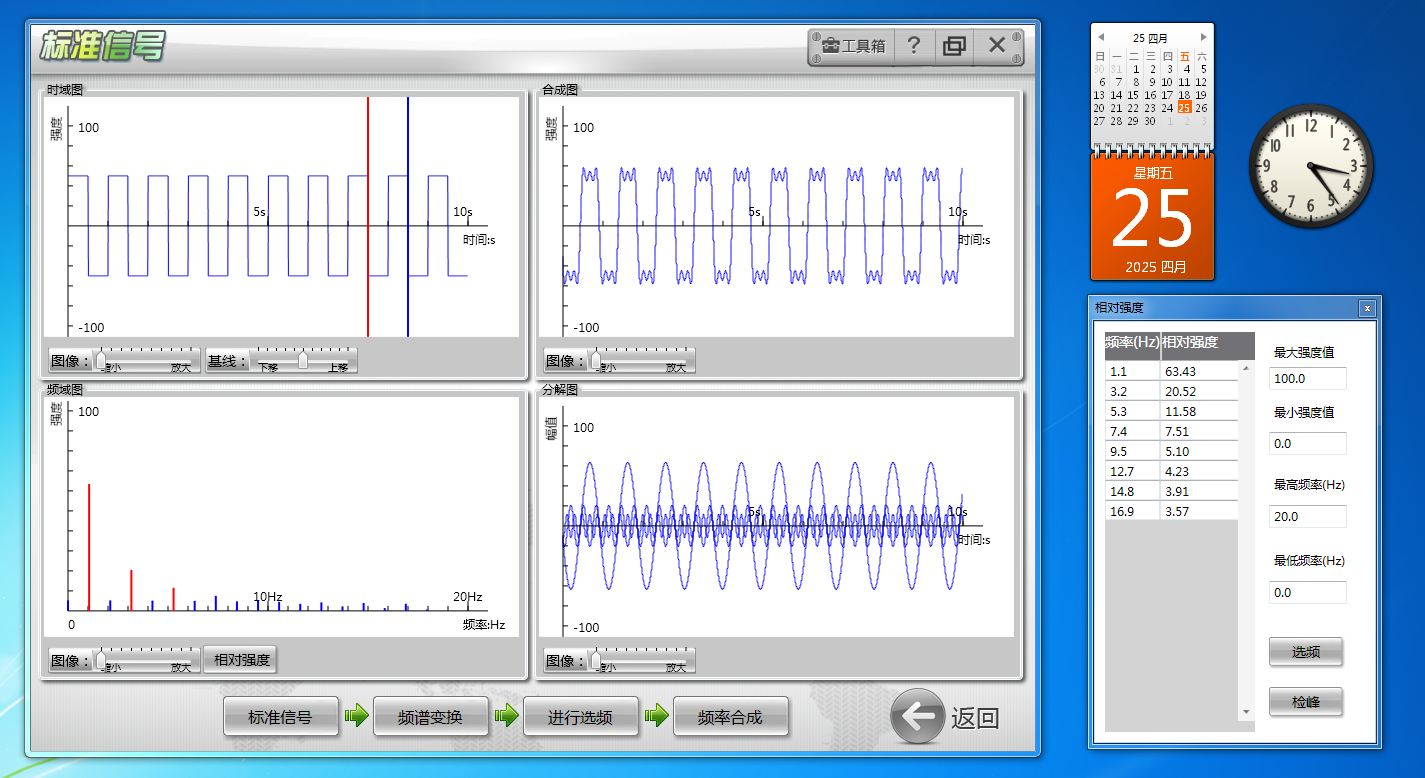 标准信号
工具箱
?
时域图
强度
100
5s
10s
时间:s
-100
图像：
缩小
放大
基线：
下移
上移
合成图
强度
100
5s
10s
时间:s
-100
图像：
缩小
放大
频域图
强度
100
10Hz
20Hz
0
频率:Hz
图像：
缩小
放大
相对强度
分解图
幅值
100
5s
10s
时间:s
-100
图像：
缩小
放大
标准信号
频谱变换
进行选频
频率合成
返回
25 四月
日 一 二 三 四 五 六
30 31 1 2 3 4 5
6 7 8 9 10 11 12
13 14 15 16 17 18 19
20 21 22 23 24 25 26
27 28 29 30 1 2 3
星期五
25
2025 四月
12
1
2
3
4
5
6
7
8
9
10
11
相对强度
频率(Hz) 相对强度
1.1 63.43
3.2 20.52
5.3 11.58
7.4 7.51
9.5 5.10
12.7 4.23
14.8 3.91
16.9 3.57
最大强度值
100.0
最小强度值
0.0
最高频率(Hz)
20.0
最低频率(Hz)
0.0
选频
检峰